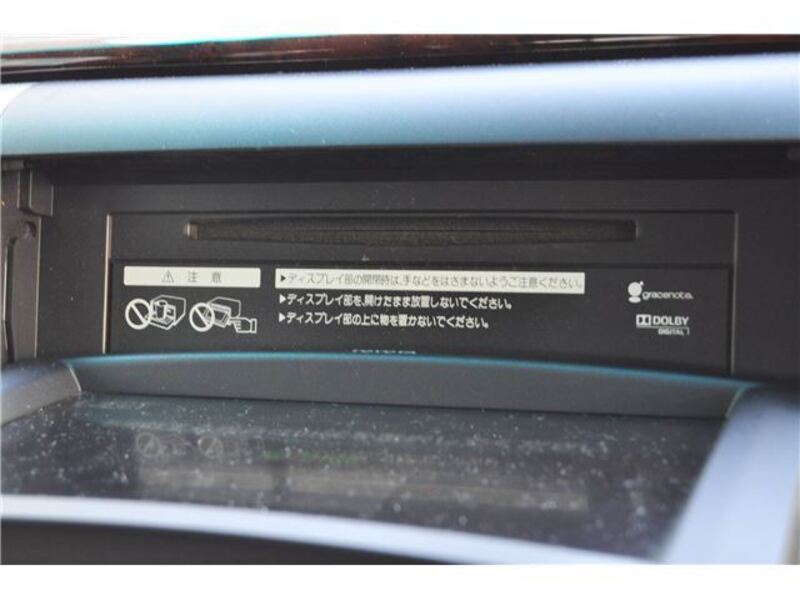 ⚠ 注意
▶ディスプレイ部の開閉時は、手などをはさまないようご注意ください。
▶ディスプレイ部を、開けたまま放置しないでください。
▶ディスプレイ部の上に物を置かないでください。
gracenote.
DOLBY
DIGITAL